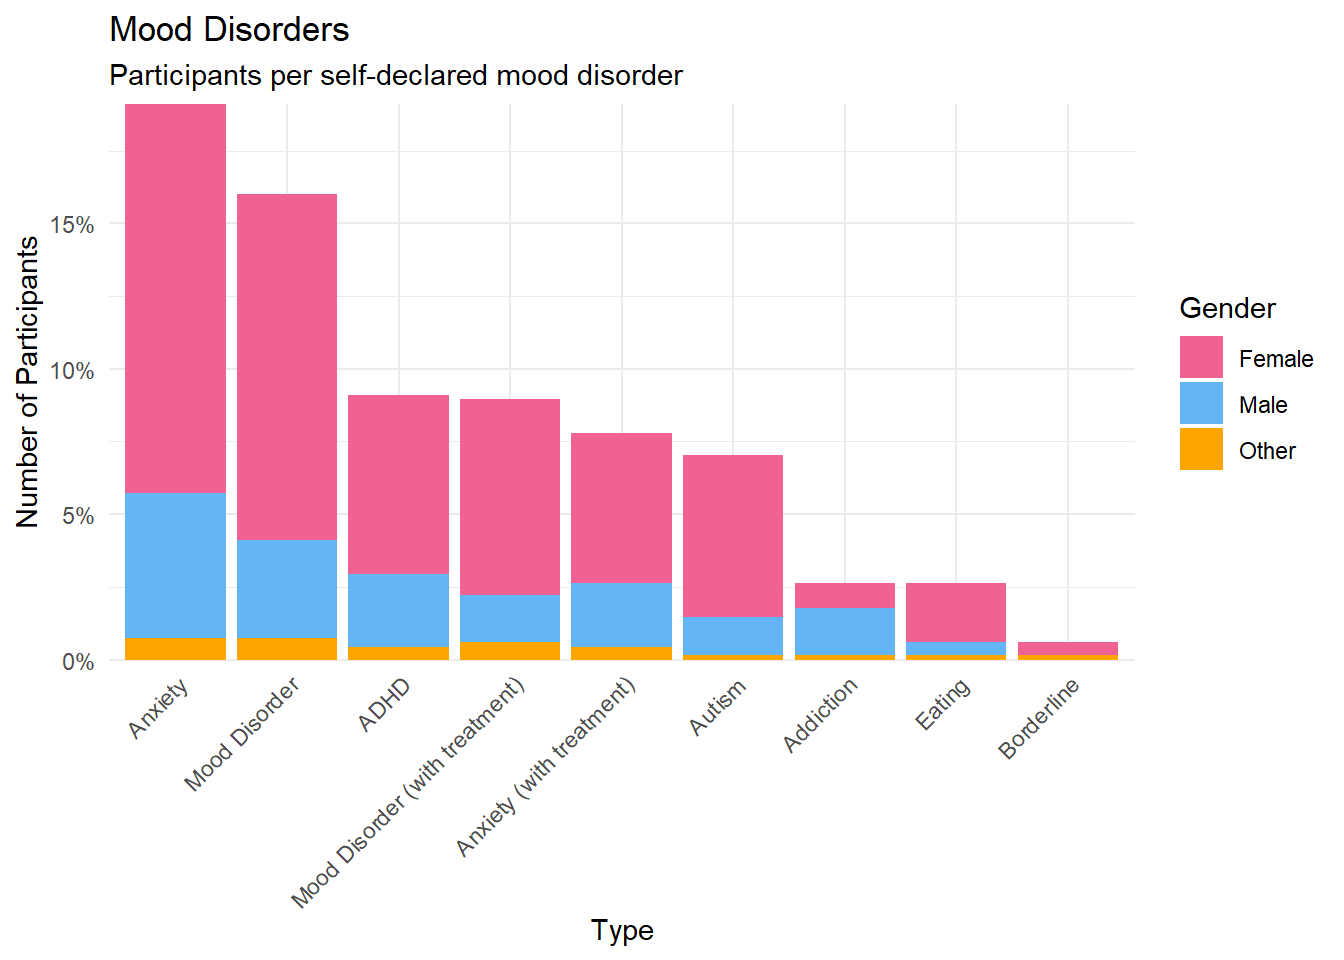 Mood Disorders
Participants per self-declared mood disorder
Number of Participants
15%
10%
5%
0%
Anxiety
Mood Disorder
ADHD
Mood Disorder (with treatment)
Anxiety (with treatment)
Autism
Addiction
Eating
Borderline
Type
Gender
Female
Male
Other